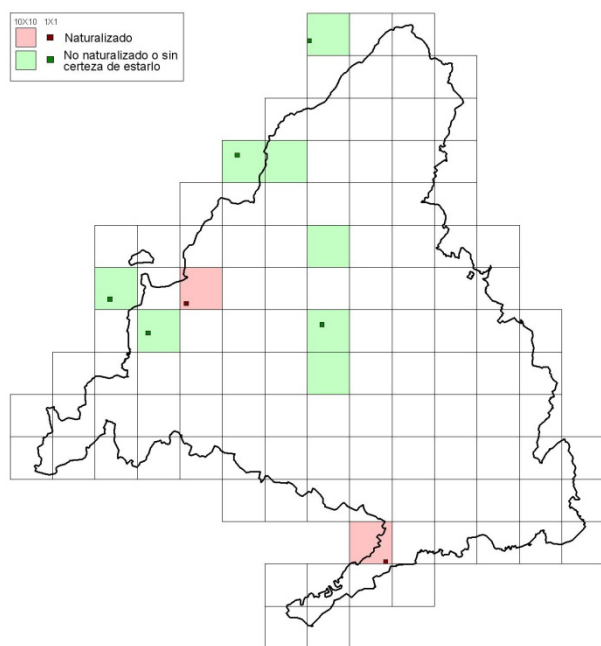 10X10 1X1
Naturalizado
No naturalizado o sin
certeza de estarlo